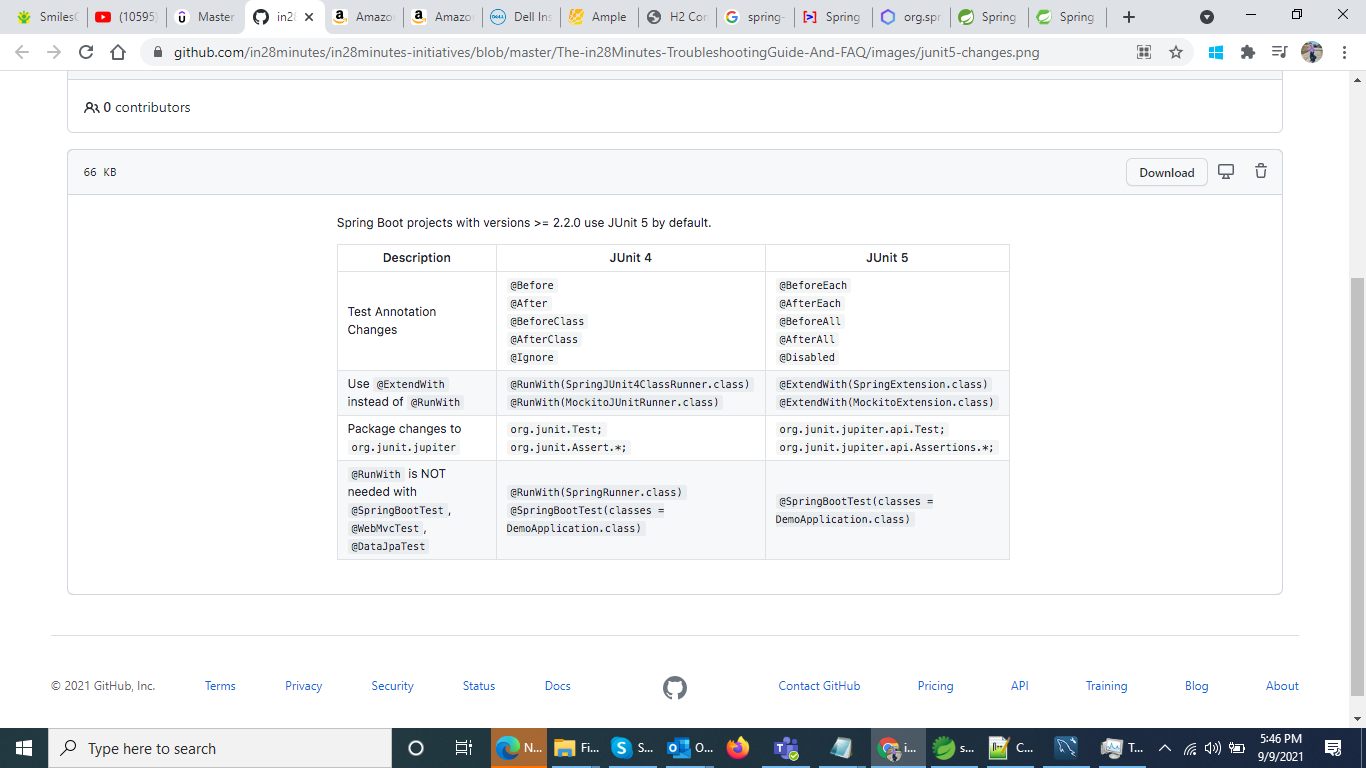 SmilesC
(10595)
Master
in28
Amazo
Amazo
Dell Ins
Ample
H2 Cor
spring-
Spring
org.spr
Spring
Spring
github.com/in28minutes/in28minutes-initiatives/blob/master/The-in28Minutes-TroubleshootingGuide-And-FAQ/images/junit5-changes.png
0 contributors
66 KB
Download
Spring Boot projects with versions >= 2.2.0 use JUnit 5 by default.
Description JUnit 4 JUnit 5
Test Annotation
Changes
@Before
@After
@BeforeClass
@AfterClass
@Ignore
@BeforeEach
@AfterEach
@BeforeAll
@AfterAll
@Disabled
Use @ExtendWith
instead of @RunWith
@RunWith(SpringJUnit4ClassRunner.class)
@RunWith(MockitoJUnitRunner.class)
@ExtendWith(SpringExtension.class)
@ExtendWith(MockitoExtension.class)
Package changes to
org.junit.jupiter
org.junit.Test;
org.junit.Assert.*;
org.junit.jupiter.api.Test;
org.junit.jupiter.api.Assertions.*;
@RunWith is NOT
needed with
@SpringBootTest,
@WebMvcTest,
@DataJpaTest
@RunWith(SpringRunner.class)
@SpringBootTest(classes =
DemoApplication.class)
@SpringBootTest(classes =
DemoApplication.class)
© 2021 GitHub, Inc. Terms Privacy Security Status Docs Contact GitHub Pricing API Training Blog About
Type here to search
N...
Fi...
S...
O...
i...
s...
C...
T...
5:46 PM
9/9/2021